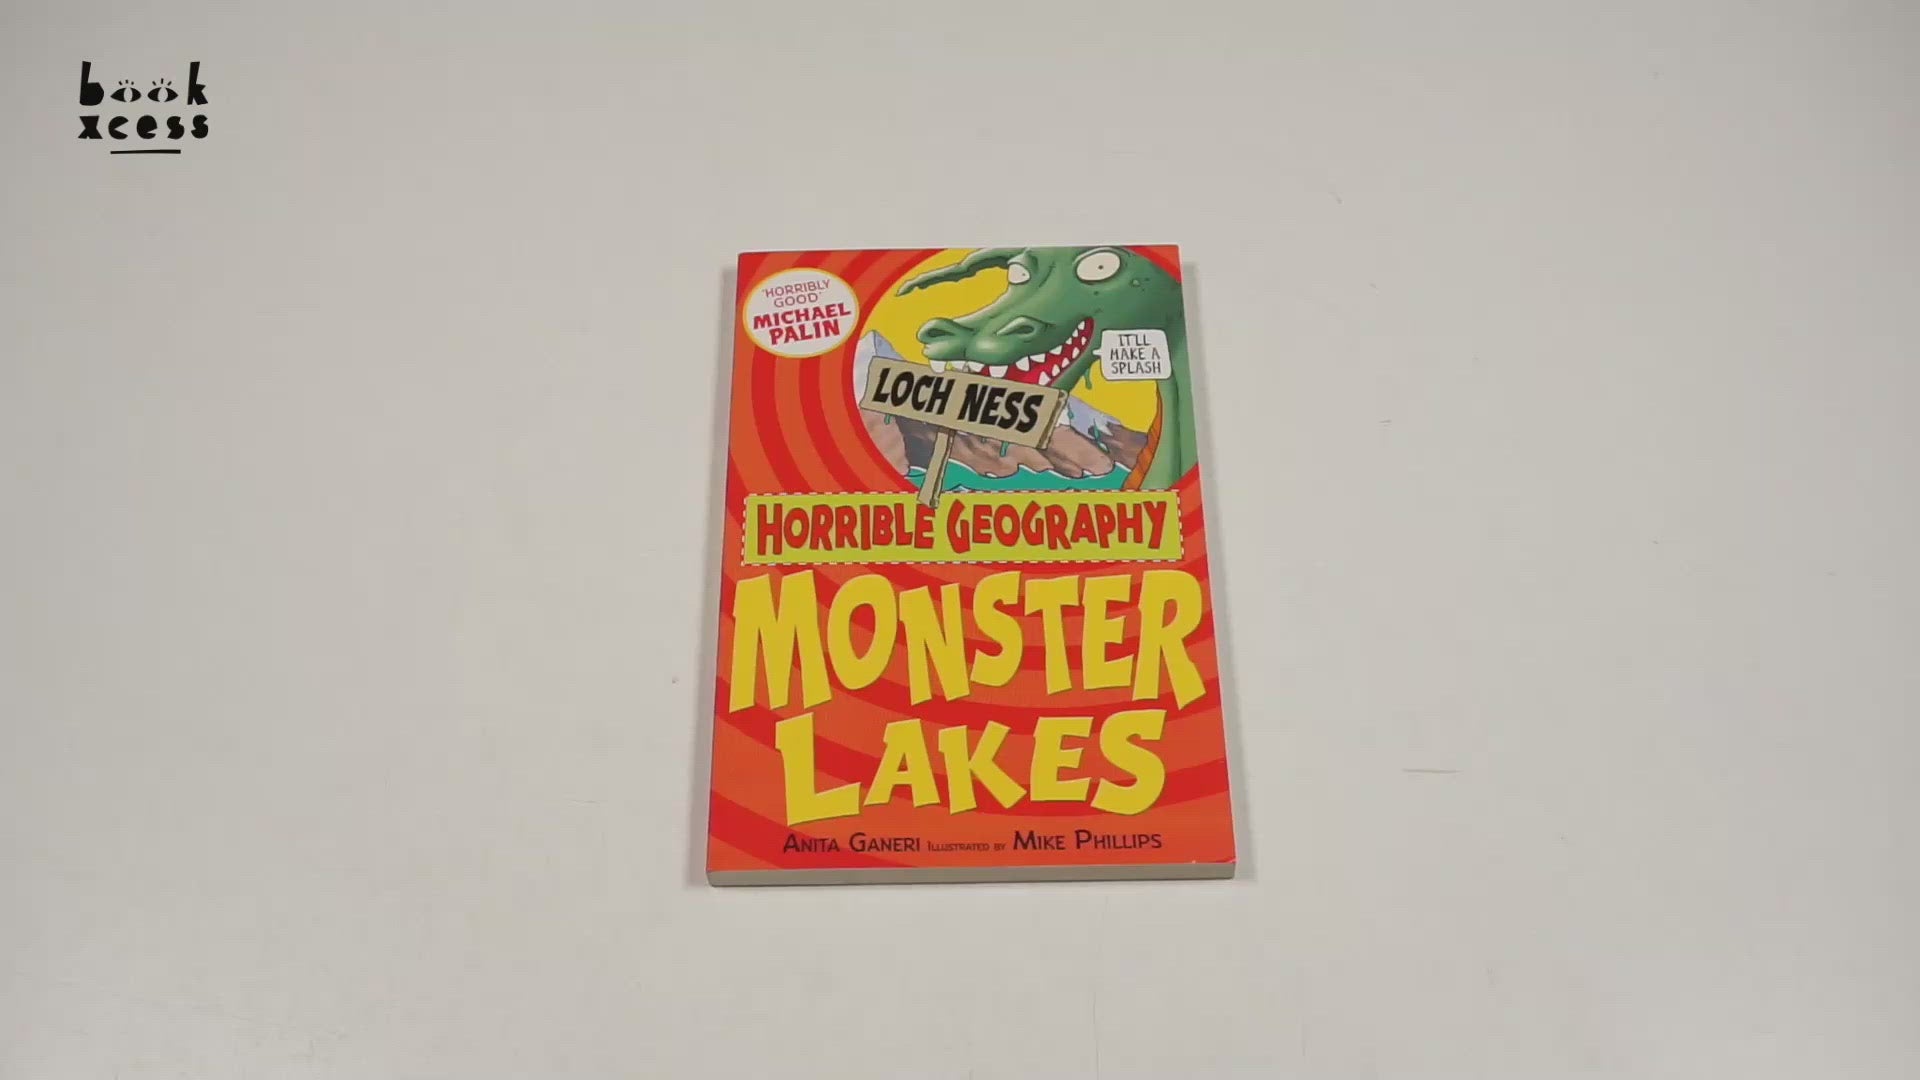 book
xcess
'HORRIBLY
GOOD'
MICHAEL
PALIN
IT'LL
MAKE A
SPLASH
LOCH NESS
HORRIBLE GEOGRAPHY
MONSTER
LAKES
ANITA GANERI ILLUSTRATED BY MIKE PHILLIPS